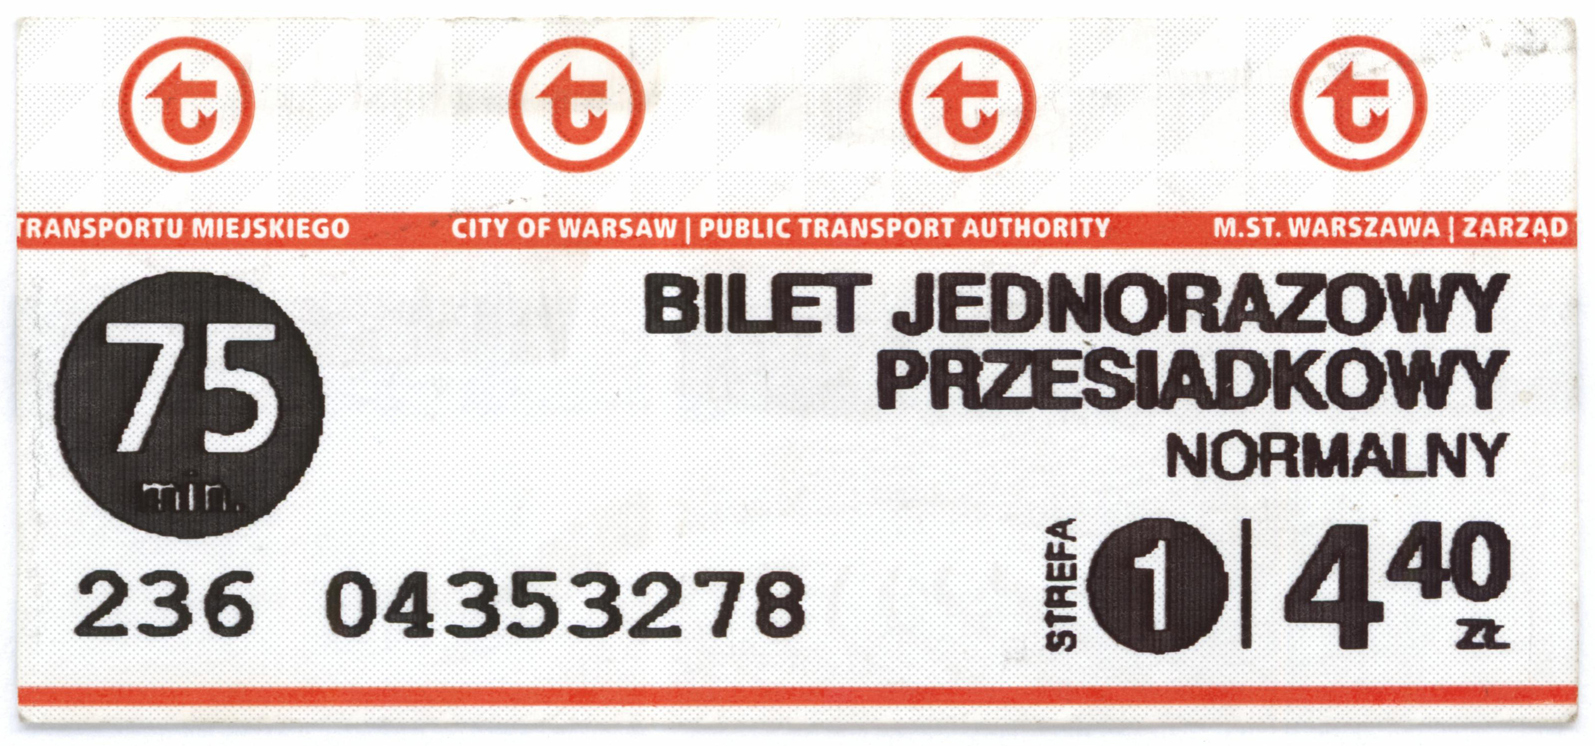 TRANSPORTU MIEJSKIEGO CITY OF WARSAW | PUBLIC TRANSPORT AUTHORITY M.ST. WARSZAWA | ZARZĄD
75
min.
BILET JEDNORAZOWY
PRZESIADKOWY
NORMALNY
236 04353278
STREFA
1 | 4 40
ZŁ